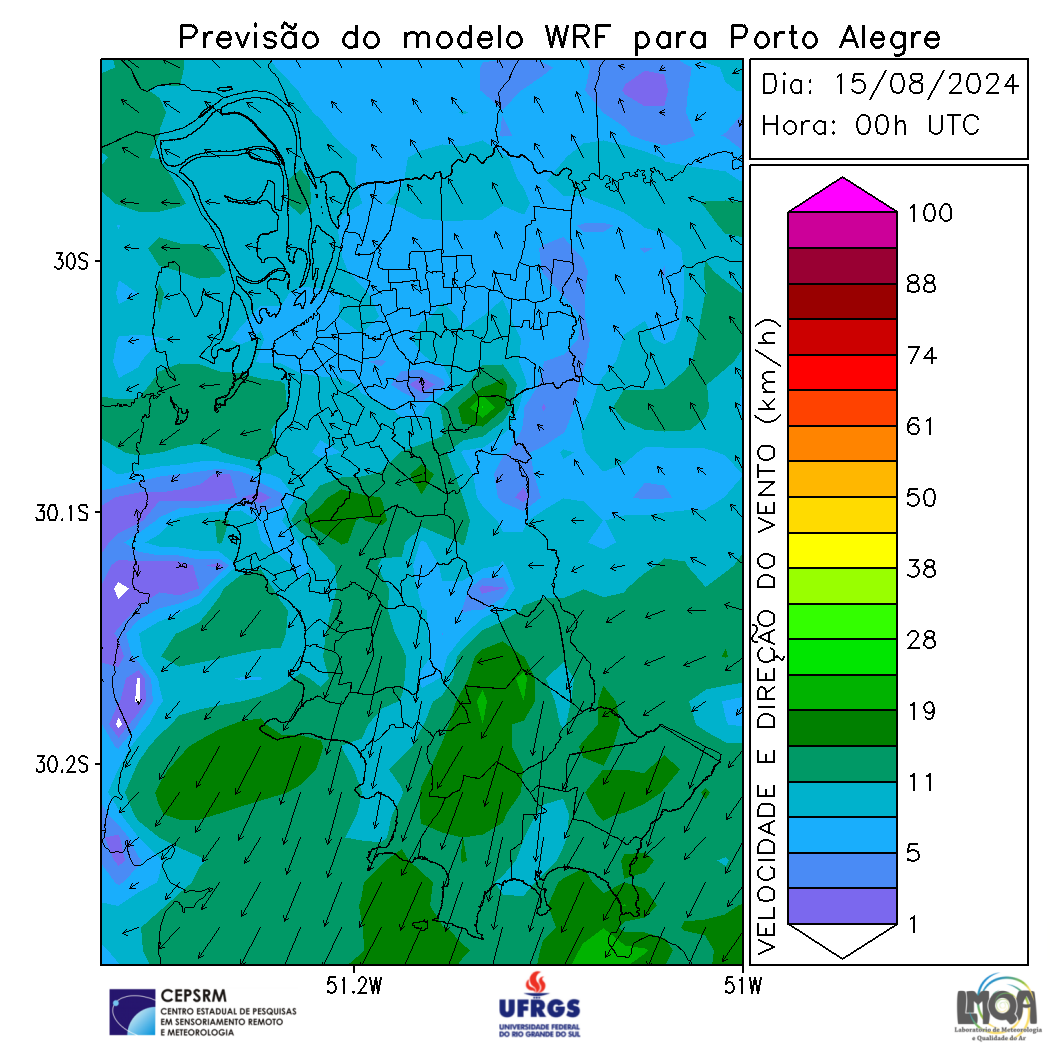 Previsão do modelo WRF para Porto Alegre
Dia: 15/08/2024
Hora: 00h UTC
30S
30.1S
30.2S
51.2W
51W
VELOCIDADE E DIREÇÃO DO VENTO (km/h)
100
88
74
61
50
38
28
19
11
5
1
CEPSRM
CENTRO ESTADUAL DE PESQUISAS
EM SENSORIAMENTO REMOTO
E METEOROLOGIA
UFRGS
UNIVERSIDADE FEDERAL
DO RIO GRANDE DO SUL
LMQA
Laboratório de Meteorologia
e Qualidade do Ar